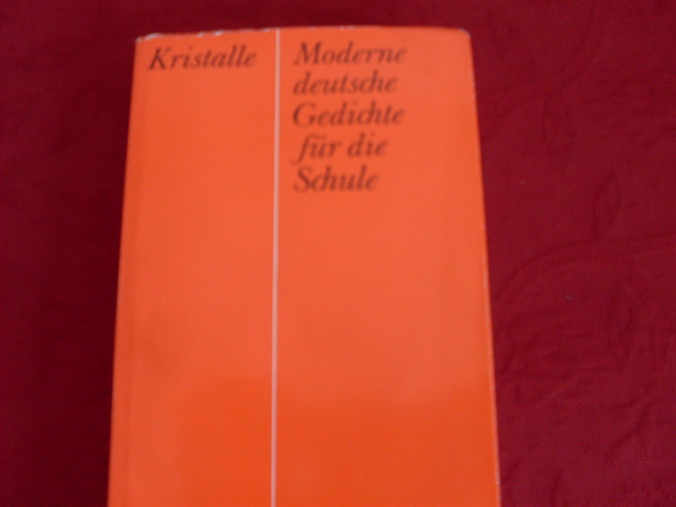 Kristalle
Moderne
deutsche
Gedichte
für die
Schule